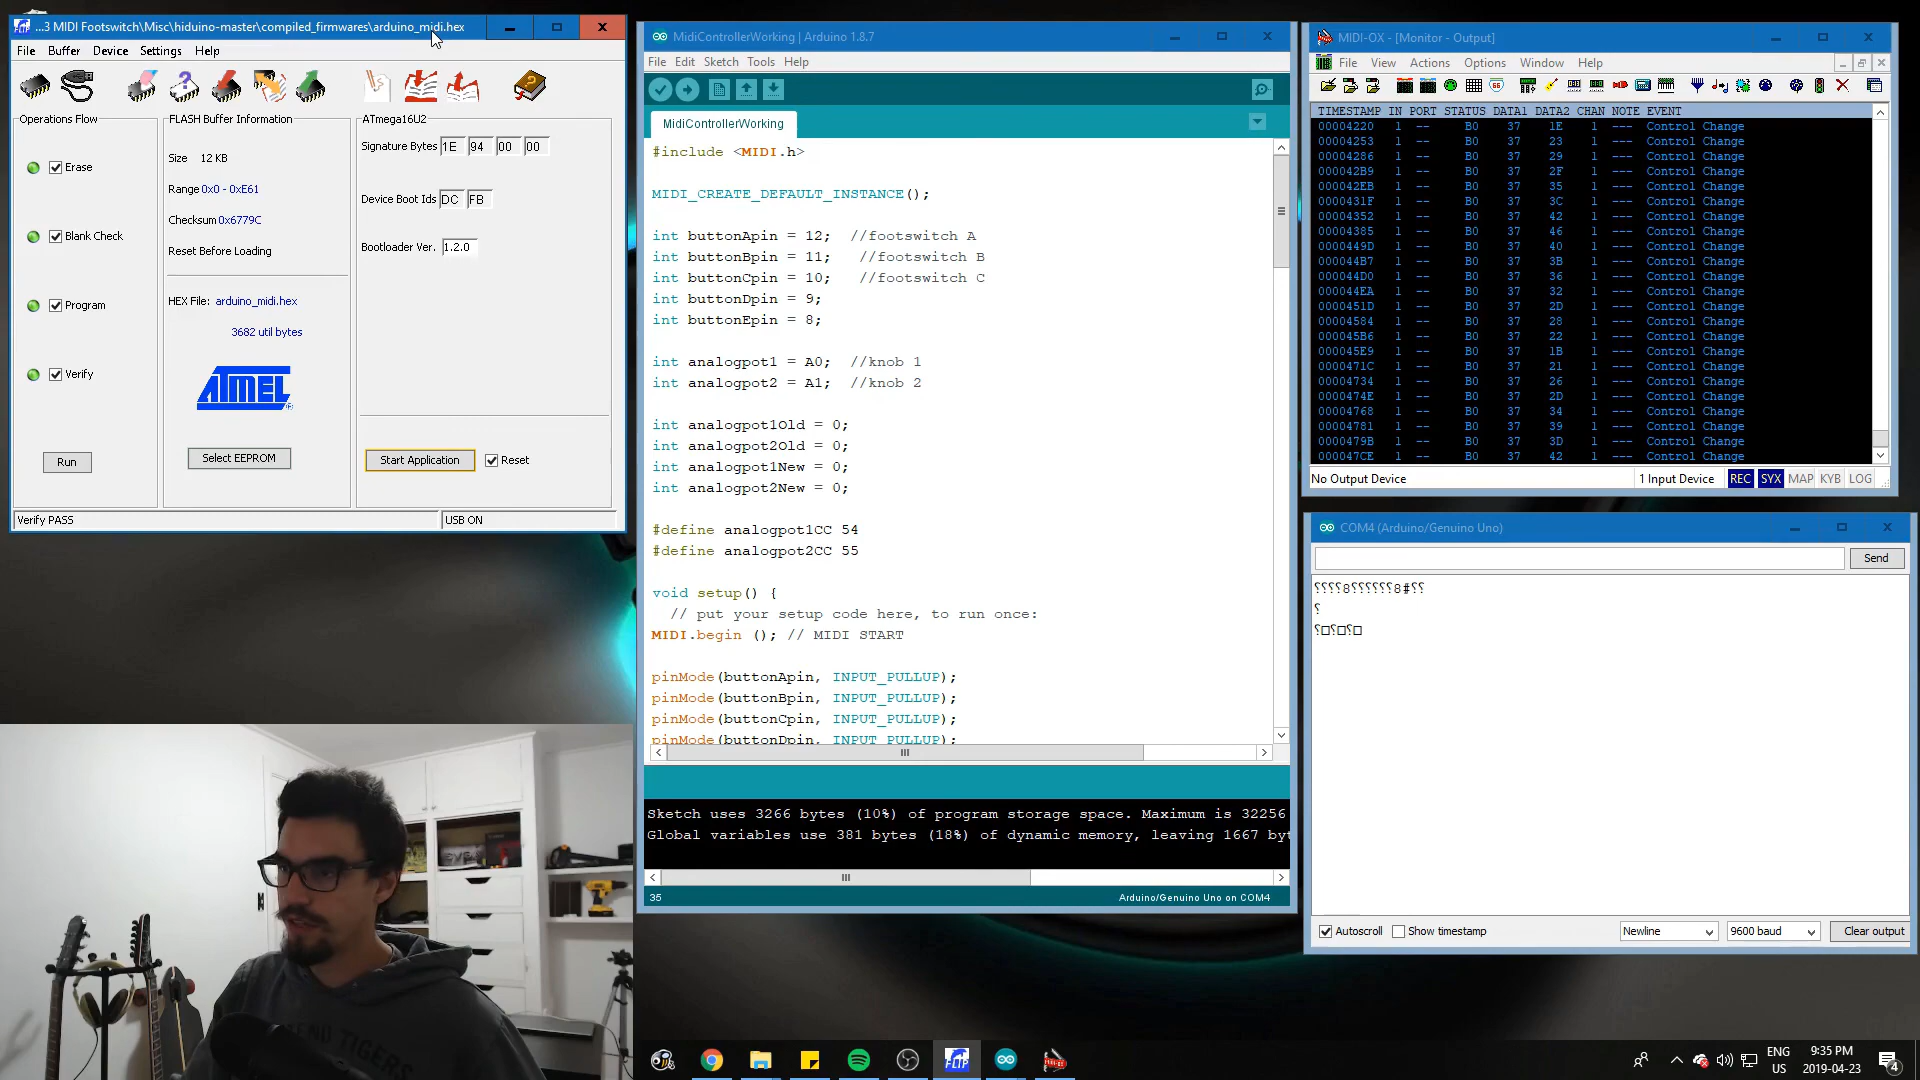 ...3 MIDI Footswitch\Misc\hiduino-master\compiled_firmwares\arduino_midi.hex
File Buffer Device Settings Help
Operations Flow
Erase
Blank Check
Program
Verify
Run
FLASH Buffer Information
Size 12 KB
Range 0x0 - 0xE61
Checksum 0x6779C
Reset Before Loading
HEX File: arduino_midi.hex
3682 util bytes
ATMEL
Select EEPROM
ATmega16U2
Signature Bytes 1E 94 00 00
Device Boot Ids DC FB
Bootloader Ver. 1.2.0
Start Application Reset
Verify PASS USB ON
MidiControllerWorking | Arduino 1.8.7
File Edit Sketch Tools Help
MidiControllerWorking
#include <MIDI.h>
MIDI_CREATE_DEFAULT_INSTANCE();
int buttonApin = 12; //footswitch A
int buttonBpin = 11; //footswitch B
int buttonCpin = 10; //footswitch C
int buttonDpin = 9;
int buttonEpin = 8;
int analogpot1 = A0; //knob 1
int analogpot2 = A1; //knob 2
int analogpot1Old = 0;
int analogpot2Old = 0;
int analogpot1New = 0;
int analogpot2New = 0;
#define analogpot1CC 54
#define analogpot2CC 55
void setup() {
// put your setup code here, to run once:
MIDI.begin (); // MIDI START
pinMode(buttonApin, INPUT_PULLUP);
pinMode(buttonBpin, INPUT_PULLUP);
pinMode(buttonCpin, INPUT_PULLUP);
pinMode(buttonDpin, INPUT_PULLUP);
Sketch uses 3266 bytes (10%) of program storage space. Maximum is 32256
Global variables use 381 bytes (18%) of dynamic memory, leaving 1667 byt
35 Arduino/Genuino Uno on COM4
MIDI-OX - [Monitor - Output]
File View Actions Options Window Help
TIMESTAMP IN PORT STATUS DATA1 DATA2 CHAN NOTE EVENT
00004220 1 -- B0 37 1E 1 --- Control Change
00004253 1 -- B0 37 23 1 --- Control Change
00004286 1 -- B0 37 29 1 --- Control Change
000042B9 1 -- B0 37 2F 1 --- Control Change
000042EB 1 -- B0 37 35 1 --- Control Change
0000431F 1 -- B0 37 3C 1 --- Control Change
00004352 1 -- B0 37 42 1 --- Control Change
00004385 1 -- B0 37 46 1 --- Control Change
0000449D 1 -- B0 37 40 1 --- Control Change
000044B7 1 -- B0 37 3B 1 --- Control Change
000044D0 1 -- B0 37 36 1 --- Control Change
000044EA 1 -- B0 37 32 1 --- Control Change
0000451D 1 -- B0 37 2D 1 --- Control Change
00004584 1 -- B0 37 28 1 --- Control Change
000045B6 1 -- B0 37 22 1 --- Control Change
000045E9 1 -- B0 37 1B 1 --- Control Change
0000471C 1 -- B0 37 21 1 --- Control Change
00004734 1 -- B0 37 26 1 --- Control Change
0000474E 1 -- B0 37 2D 1 --- Control Change
00004768 1 -- B0 37 34 1 --- Control Change
00004781 1 -- B0 37 39 1 --- Control Change
0000479B 1 -- B0 37 3D 1 --- Control Change
000047CE 1 -- B0 37 42 1 --- Control Change
No Output Device 1 Input Device REC SYX MAP KYB LOG
COM4 (Arduino/Genuino Uno)
Send
⸮⸮⸮⸮8⸮⸮⸮⸮⸮⸮8#⸮⸮
⸮
⸮□⸮□⸮□
Autoscroll Show timestamp Newline 9600 baud Clear output
FLIP
ENG
US
9:35 PM
2019-04-23
4